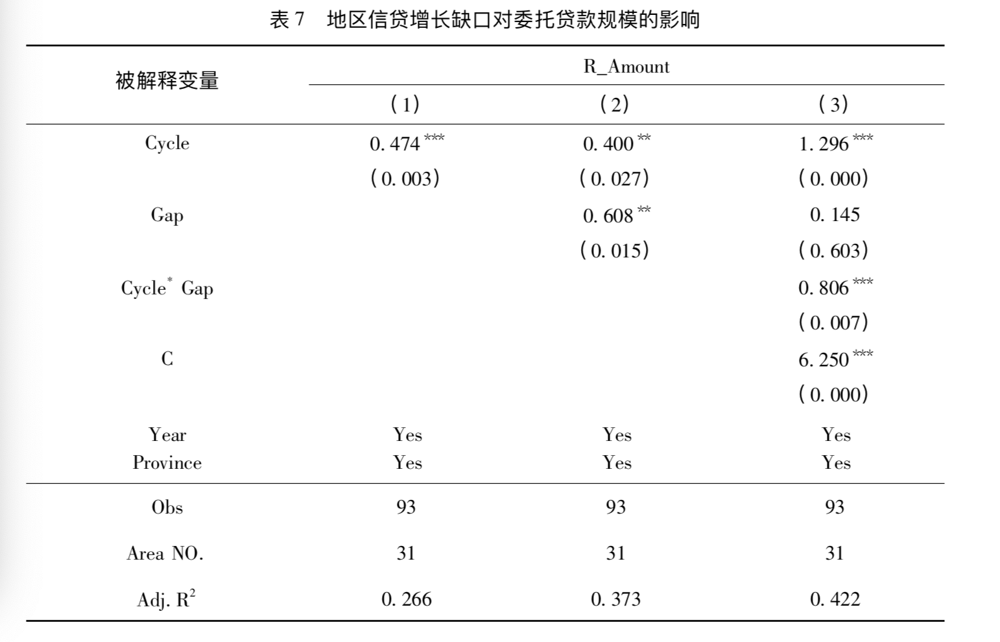 表 7 地区信贷增长缺口对委托贷款规模的影响
被解释变量 R_Amount
(1) (2) (3)
Cycle 0. 474*** 0. 400** 1. 296***
(0. 003) (0. 027) (0. 000)
Gap 0. 608** 0. 145
(0. 015) (0. 603)
Cycle* Gap 0. 806***
(0. 007)
C 6. 250***
(0. 000)
Year Yes Yes Yes
Province Yes Yes Yes
Obs 93 93 93
Area NO. 31 31 31
Adj. R² 0. 266 0. 373 0. 422